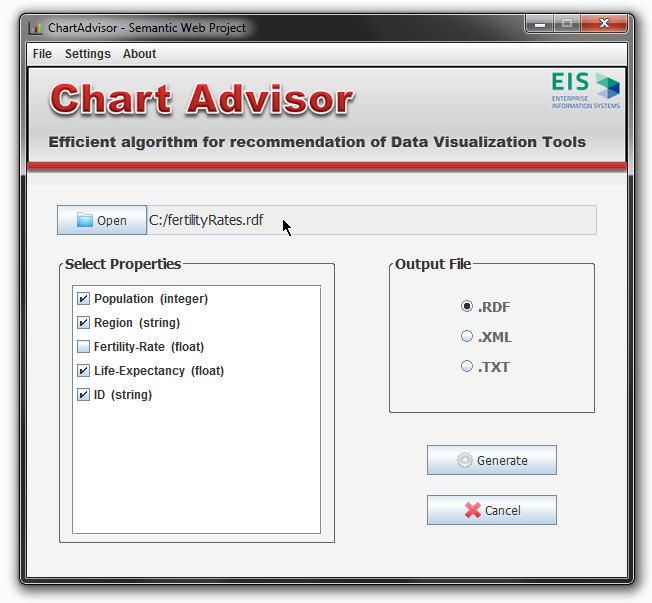 ChartAdvisor - Semantic Web Project
File Settings About
Chart Advisor
EIS
ENTERPRISE
INFORMATION SYSTEMS
Efficient algorithm for recommendation of Data Visualization Tools
Open C:/fertilityRates.rdf
Select Properties
Population (integer)
Region (string)
Fertility-Rate (float)
Life-Expectancy (float)
ID (string)
Output File
.RDF
.XML
.TXT
Generate
Cancel